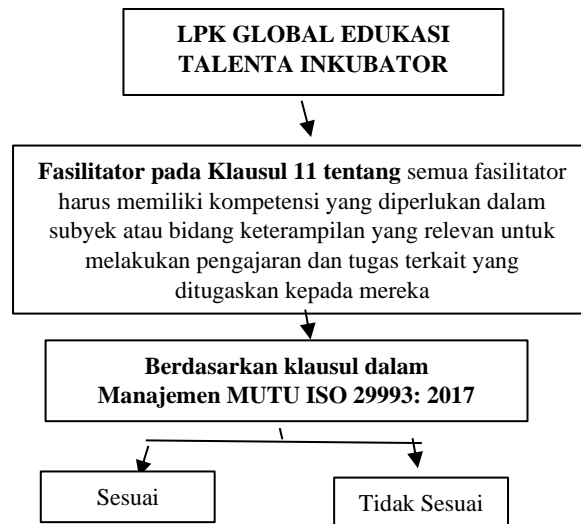 LPK GLOBAL EDUKASI
TALENTA INKUBATOR
Fasilitator pada Klausul 11 tentang semua fasilitator
harus memiliki kompetensi yang diperlukan dalam
subyek atau bidang keterampilan yang relevan untuk
melakukan pengajaran dan tugas terkait yang
ditugaskan kepada mereka
Berdasarkan klausul dalam
Manajemen MUTU ISO 29993: 2017
Sesuai
Tidak Sesuai